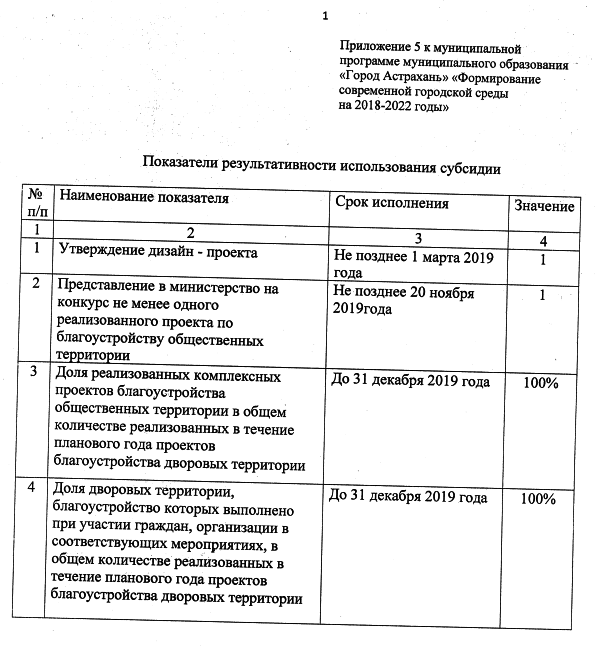 1
Приложение 5 к муниципальной
программе муниципального образования
«Город Астрахань» «Формирование
современной городской среды
на 2018-2022 годы»
Показатели результативности использования субсидии
№ п/п Наименование показателя Срок исполнения Значение
1 2 3 4
1 Утверждение дизайн - проекта Не позднее 1 марта 2019 1
года
2 Представление в министерство на Не позднее 20 ноября 1
конкурс не менее одного 2019года
реализованного проекта по
благоустройству общественных
территории
3 Доля реализованных комплексных До 31 декабря 2019 года 100%
проектов благоустройства
общественных территории в общем
количестве реализованных в течение
планового года проектов
благоустройства дворовых территории
4 Доля дворовых территории, До 31 декабря 2019 года 100%
благоустройство которых выполнено
при участии граждан, организации в
соответствующих мероприятиях, в
общем количестве реализованных в
течение планового года проектов
благоустройства дворовых территории